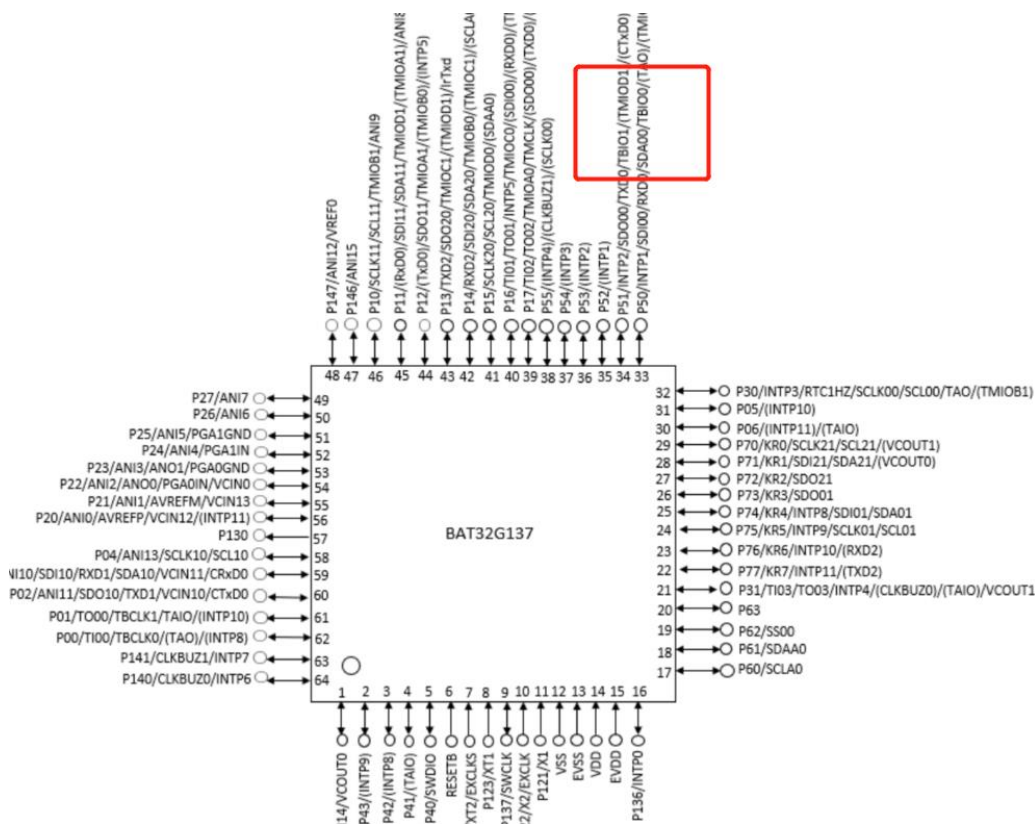 P147/ANI12/VREF0
P146/ANI15
P10/SCLK11/SCL11/TMIOB1/ANI9
P11/(RxD0)/SDI11/SDA11/TMIOD1/(TMIOA1)/ANI8
P12/(TxD0)/SDO11/TMIOA1/(TMIOB0)/(INTP5)
P13/TXD2/SDO20/TMIOC1/(TMIOD1)/IrTxd
P14/RXD2/SDI20/SDA20/TMIOB0/(TMIOC1)/(SCLA0
P15/SCLK20/SCL20/TMIOD0/(SDAA0)
P16/TI01/TO01/INTP5/TMIOC0/(SDI00)/(RXD0)/(TI
P17/TI02/TO02/TMIOA0/TMCLK/(SDO00)/(TXD0)/(
P55/(INTP4)/(CLKBUZ1)/(SCLK00)
P54/(INTP3)
P53/(INTP2)
P52/(INTP1)
P51/INTP2/SDO00/TXD0/TBIO1/(TMIOD1)/(CTxD0)
P50/INTP1/SDI00/RXD0/SDA00/TBIO0/(TAO)/(TMI
48 47 46 45 44 43 42 41 40 39 38 37 36 35 34 33
P27/ANI7 49
P26/ANI6 50
P25/ANI5/PGA1GND 51
P24/ANI4/PGA1IN 52
P23/ANI3/ANO1/PGA0GND 53
P22/ANI2/ANO0/PGA0IN/VCIN0 54
P21/ANI1/AVREFM/VCIN13 55
P20/ANI0/AVREFP/VCIN12/(INTP11) 56
P130 57
P04/ANI13/SCLK10/SCL10 58
NI10/SDI10/RXD1/SDA10/VCIN11/CRxD0 59
P02/ANI11/SDO10/TXD1/VCIN10/CTxD0 60
P01/TO00/TBCLK1/TAIO/(INTP10) 61
P00/TI00/TBCLK0/(TAO)/(INTP8) 62
P141/CLKBUZ1/INTP7 63
P140/CLKBUZ0/INTP6 64
BAT32G137
32 P30/INTP3/RTC1HZ/SCLK00/SCL00/TAO/(TMIOB1)
31 P05/(INTP10)
30 P06/(INTP11)/(TAIO)
29 P70/KR0/SCLK21/SCL21/(VCOUT1)
28 P71/KR1/SDI21/SDA21/(VCOUT0)
27 P72/KR2/SDO21
26 P73/KR3/SDO01
25 P74/KR4/INTP8/SDI01/SDA01
24 P75/KR5/INTP9/SCLK01/SCL01
23 P76/KR6/INTP10/(RXD2)
22 P77/KR7/INTP11/(TXD2)
21 P31/TI03/TO03/INTP4/(CLKBUZ0)/(TAIO)/VCOUT1
20 P63
19 P62/SS00
18 P61/SDAA0
17 P60/SCLA0
1 2 3 4 5 6 7 8 9 10 11 12 13 14 15 16
14/VCOUT0
P43/(INTP9)
P42/(INTP8)
P41/(TAIO)
P40/SWDIO
RESETB
XT2/EXCLKS
P123/XT1
P137/SWCLK
2/X2/EXCLK
P121/X1
VSS
EVSS
VDD
EVDD
P136/INTP0